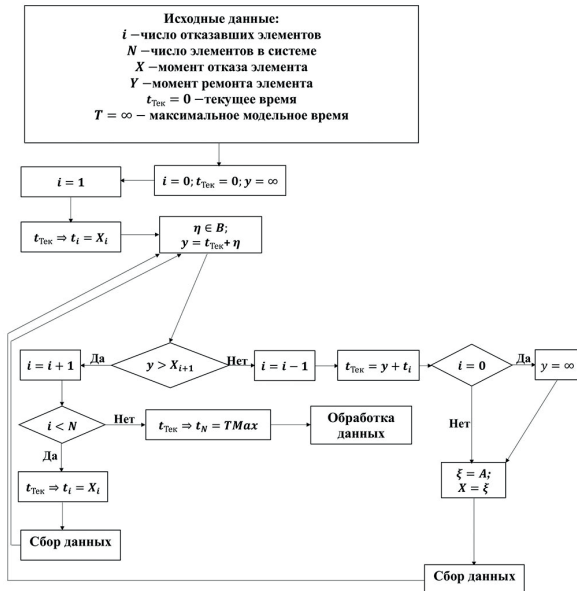 Исходные данные:
i –число отказавших элементов
N –число элементов в системе
X –момент отказа элемента
Y –момент ремонта элемента
tТек = 0 –текущее время
T = ∞ – максимальное модельное время
i = 1
i = 0; tТек = 0; y = ∞
tТек ⇒ ti = Xi
η ∈ B;
y = tТек+ η
i = i + 1
Да
y > Xi+1
Нет
i = i − 1
tТек = y + ti
i = 0
Да
y = ∞
i < N
Нет
tТек ⇒ tN = TMax
Обработка
данных
Нет
Да
tТек ⇒ ti = Xi
ξ = A;
X = ξ
Сбор данных
Сбор данных